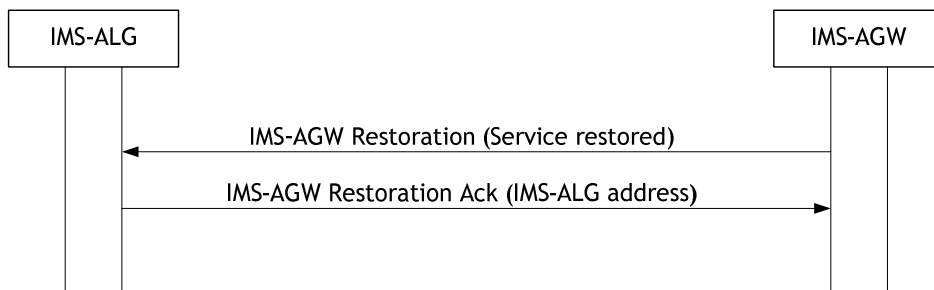 IMS-ALG
IMS-AGW
IMS-AGW Restoration (Service restored)
IMS-AGW Restoration Ack (IMS-ALG address)